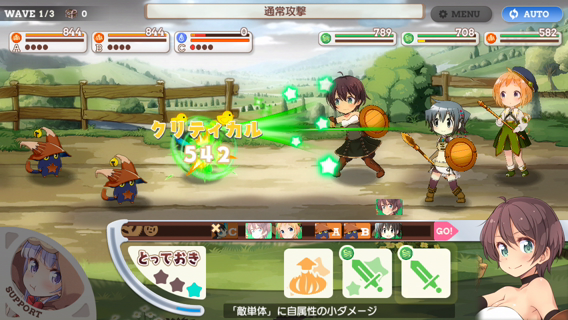 WAVE 1/3 0
通常攻撃
MENU
AUTO
844
844
0
789
708
582
A
B
C
クリティカル
542
C
A
B
GO!
とっておき
SUPPORT
「敵単体」に自属性の小ダメージ